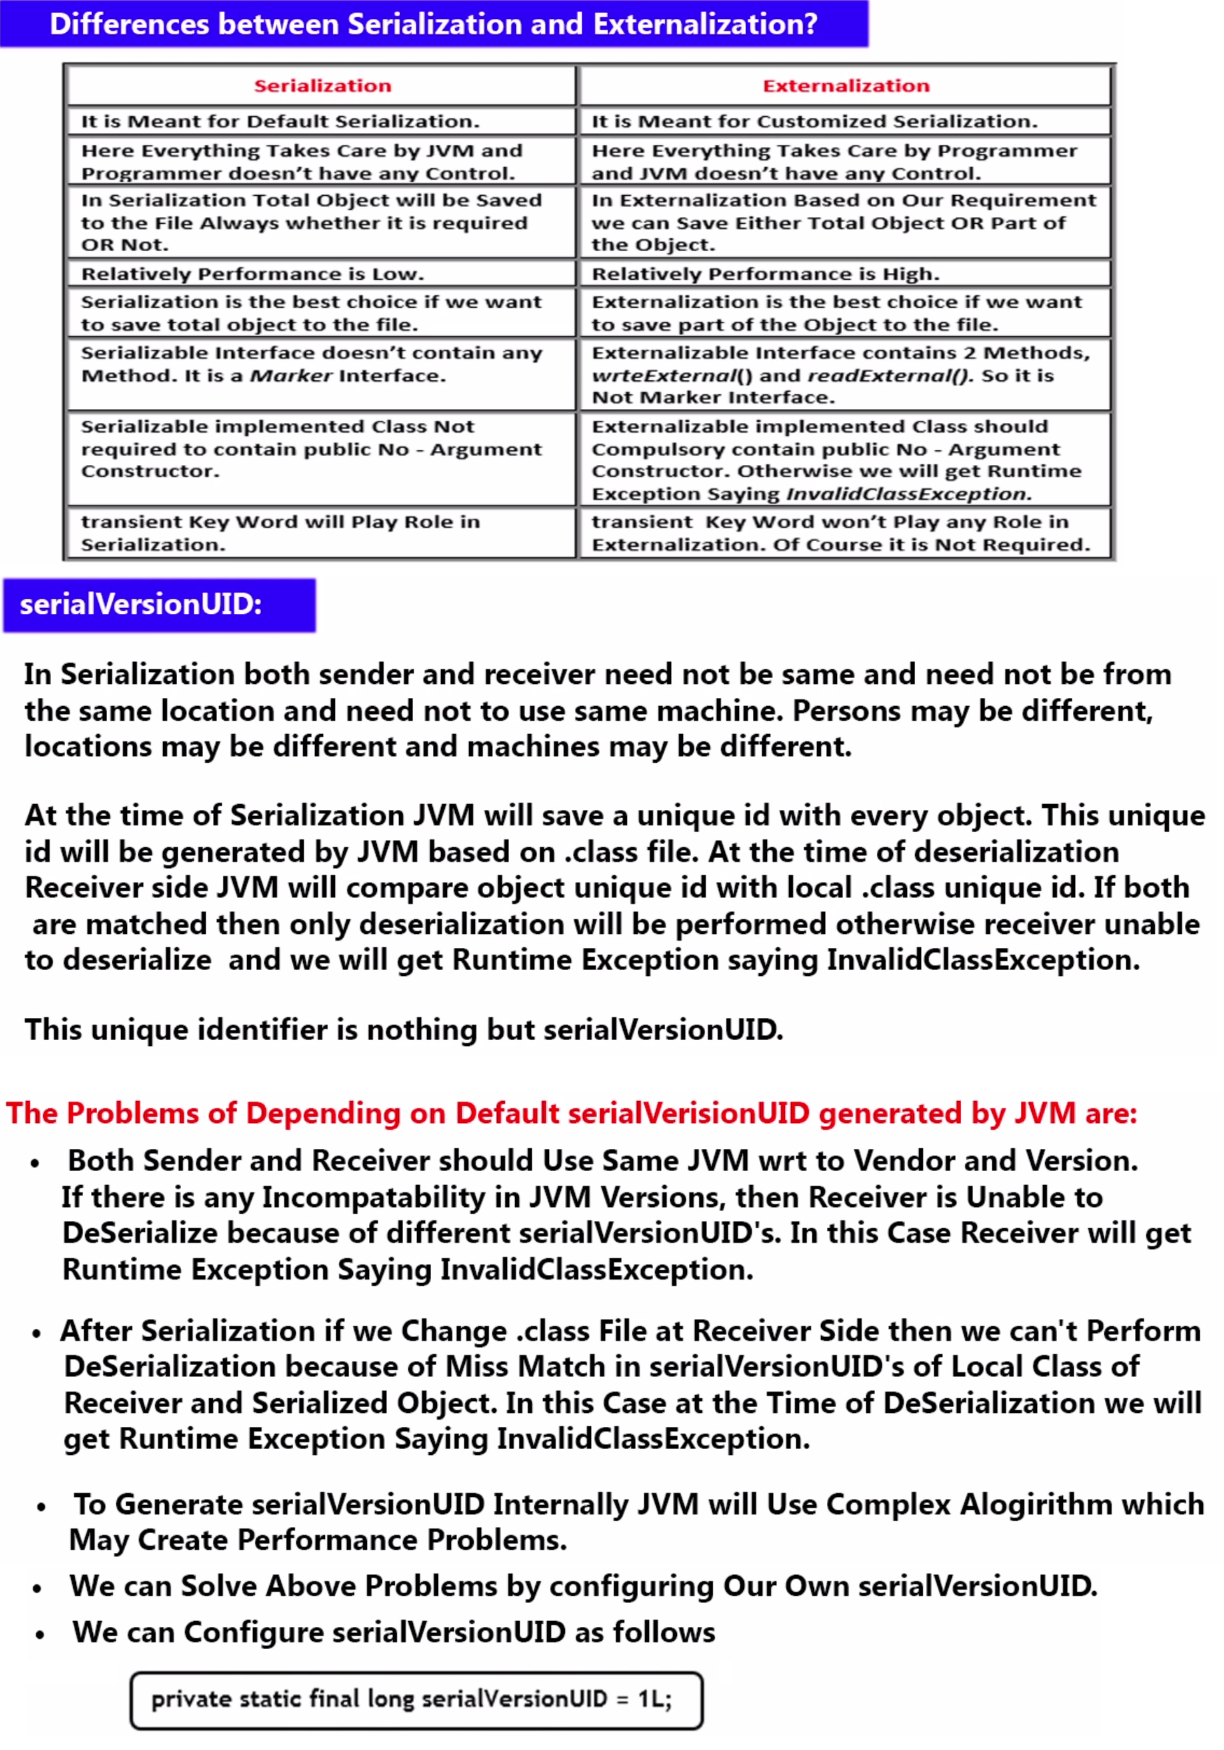 Differences between Serialization and Externalization?
Serialization
Externalization
It is Meant for Default Serialization.
It is Meant for Customized Serialization.
Here Everything Takes Care by JVM and
Programmer doesn't have any Control.
Here Everything Takes Care by Programmer
and JVM doesn't have any Control.
In Serialization Total Object will be Saved
to the File Always whether it is required
OR Not.
In Externalization Based on Our Requirement
we can Save Either Total Object OR Part of
the Object.
Relatively Performance is Low.
Relatively Performance is High.
Serialization is the best choice if we want
to save total object to the file.
Externalization is the best choice if we want
to save part of the Object to the file.
Serializable Interface doesn't contain any
Method. It is a Marker Interface.
Externalizable Interface contains 2 Methods,
wrteExternal() and readExternal(). So it is
Not Marker Interface.
Serializable implemented Class Not
required to contain public No - Argument
Constructor.
Externalizable implemented Class should
Compulsory contain public No - Argument
Constructor. Otherwise we will get Runtime
Exception Saying InvalidClassException.
transient Key Word will Play Role in
Serialization.
transient Key Word won't Play any Role in
Externalization. Of Course it is Not Required.
serialVersionUID:
In Serialization both sender and receiver need not be same and need not be from
the same location and need not to use same machine. Persons may be different,
locations may be different and machines may be different.
At the time of Serialization JVM will save a unique id with every object. This unique
id will be generated by JVM based on .class file. At the time of deserialization
Receiver side JVM will compare object unique id with local .class unique id. If both
are matched then only deserialization will be performed otherwise receiver unable
to deserialize and we will get Runtime Exception saying InvalidClassException.
This unique identifier is nothing but serialVersionUID.
The Problems of Depending on Default serialVerisionUID generated by JVM are:
• Both Sender and Receiver should Use Same JVM wrt to Vendor and Version.
If there is any Incompatability in JVM Versions, then Receiver is Unable to
DeSerialize because of different serialVersionUID's. In this Case Receiver will get
Runtime Exception Saying InvalidClassException.
• After Serialization if we Change .class File at Receiver Side then we can't Perform
DeSerialization because of Miss Match in serialVersionUID's of Local Class of
Receiver and Serialized Object. In this Case at the Time of DeSerialization we will
get Runtime Exception Saying InvalidClassException.
• To Generate serialVersionUID Internally JVM will Use Complex Alogirithm which
May Create Performance Problems.
• We can Solve Above Problems by configuring Our Own serialVersionUID.
• We can Configure serialVersionUID as follows
private static final long serialVersionUID = 1L;